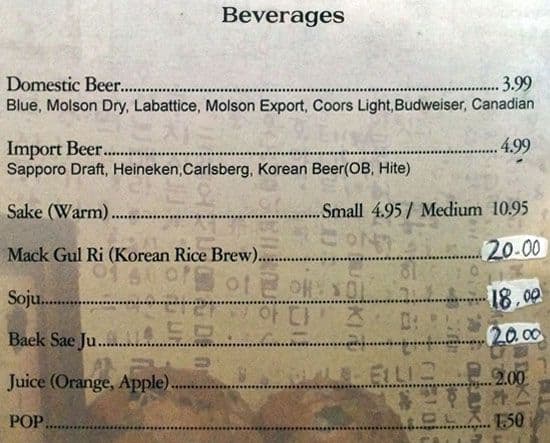 Beverages
Domestic Beer.......................................................................... 3.99
Blue, Molson Dry, Labattice, Molson Export, Coors Light,Budweiser, Canadian
Import Beer.............................................................................. 4.99
Sapporo Draft, Heineken,Carlsberg, Korean Beer(OB, Hite)
Sake (Warm)......................................... Small 4.95 / Medium 10.95
Mack Gul Ri (Korean Rice Brew)............................................. 20.00
Soju......................................................................................... 18.00
Baek Sae Ju.............................................................................. 20.00
Juice (Orange, Apple).............................................................. 2.00
POP......................................................................................... 1.50